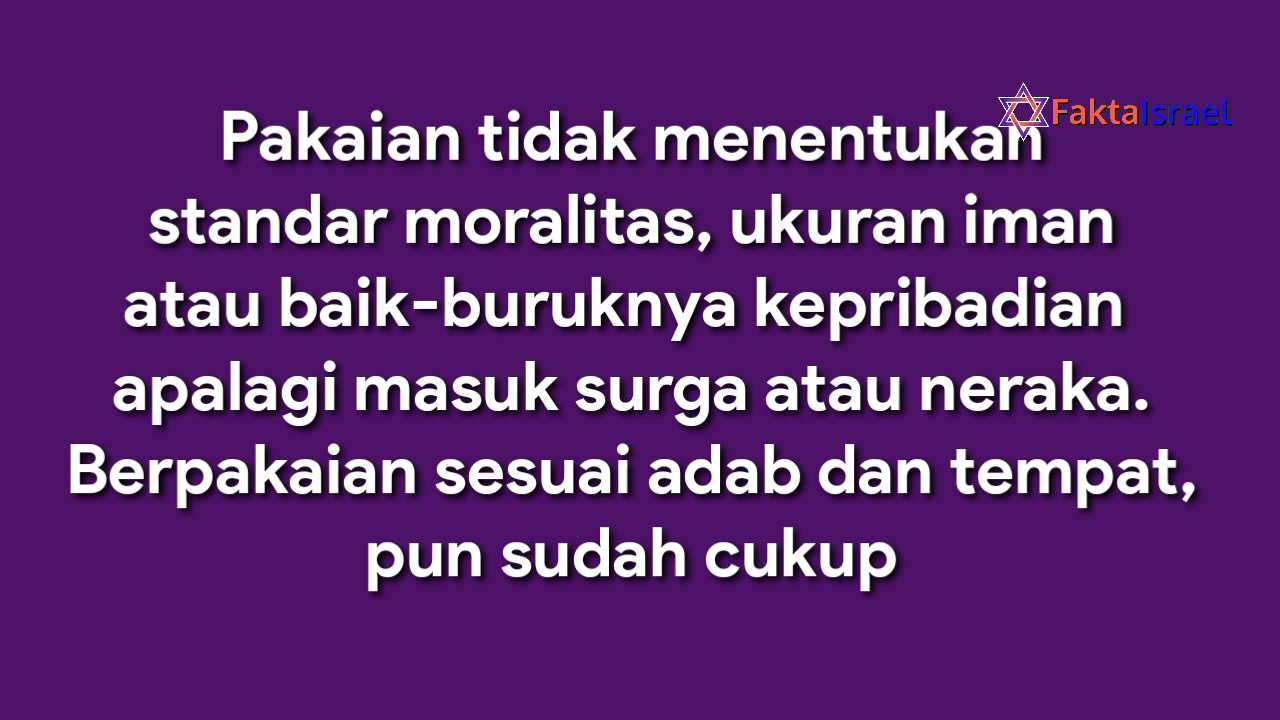 FaktaIsrael
Pakaian tidak menentukan
standar moralitas, ukuran iman
atau baik-buruknya kepribadian
apalagi masuk surga atau neraka.
Berpakaian sesuai adab dan tempat,
pun sudah cukup